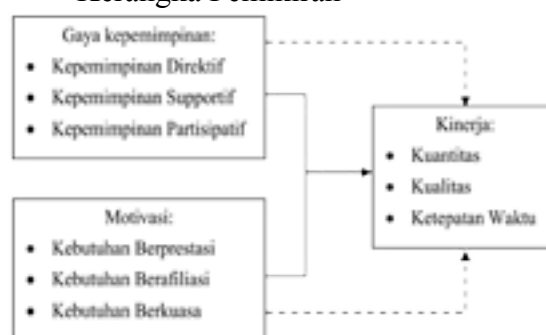 Gaya kepemimpinan:
• Kepemimpinan Direktif
• Kepemimpinan Supportif
• Kepemimpinan Partisipatif
Kinerja:
• Kuantitas
• Kualitas
• Ketepatan Waktu
Motivasi:
• Kebutuhan Berprestasi
• Kebutuhan Berafiliasi
• Kebutuhan Berkuasa